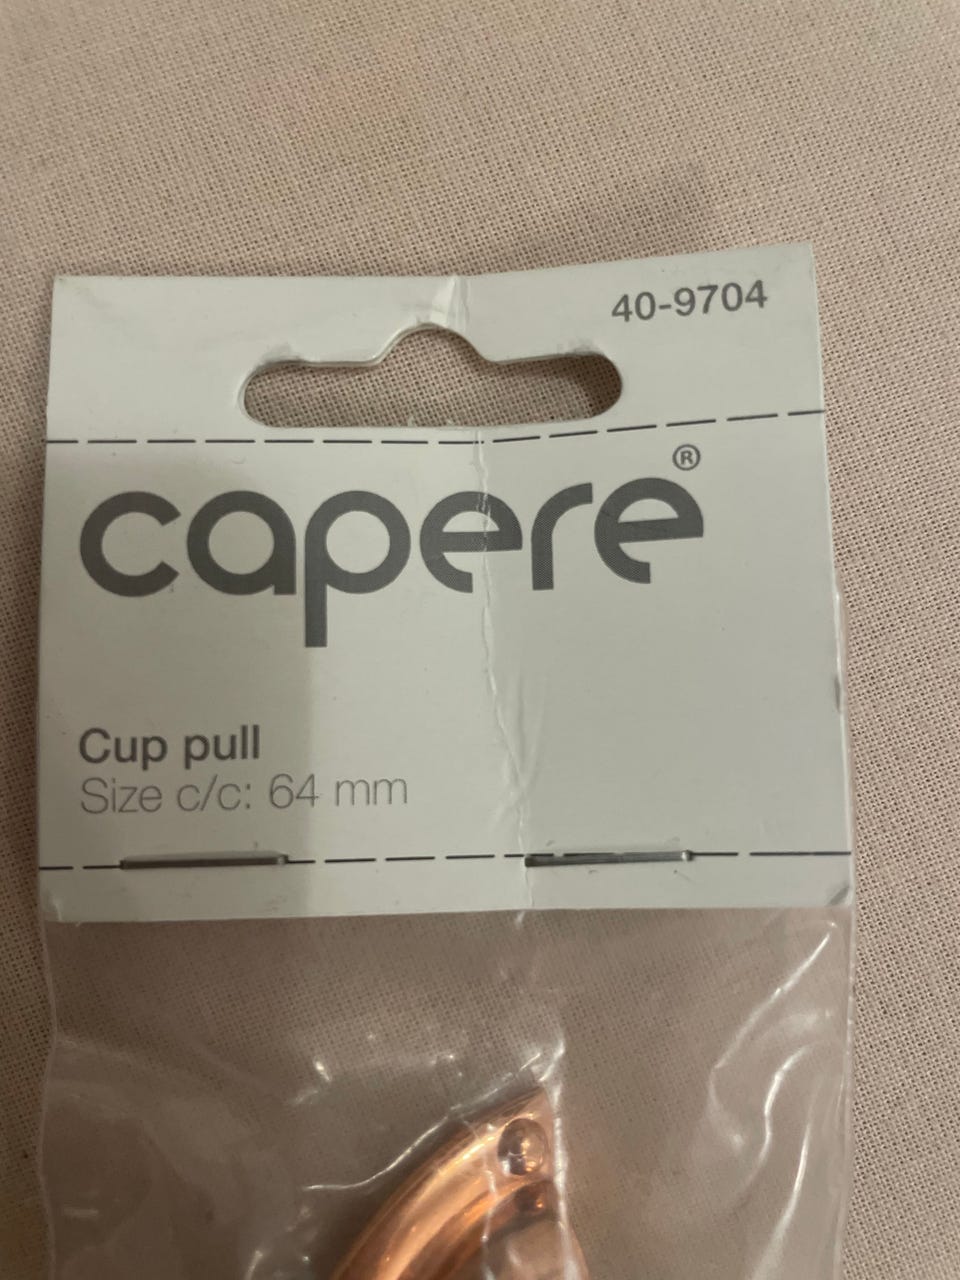 40-9704
capere®
Cup pull
Size c/c: 64 mm